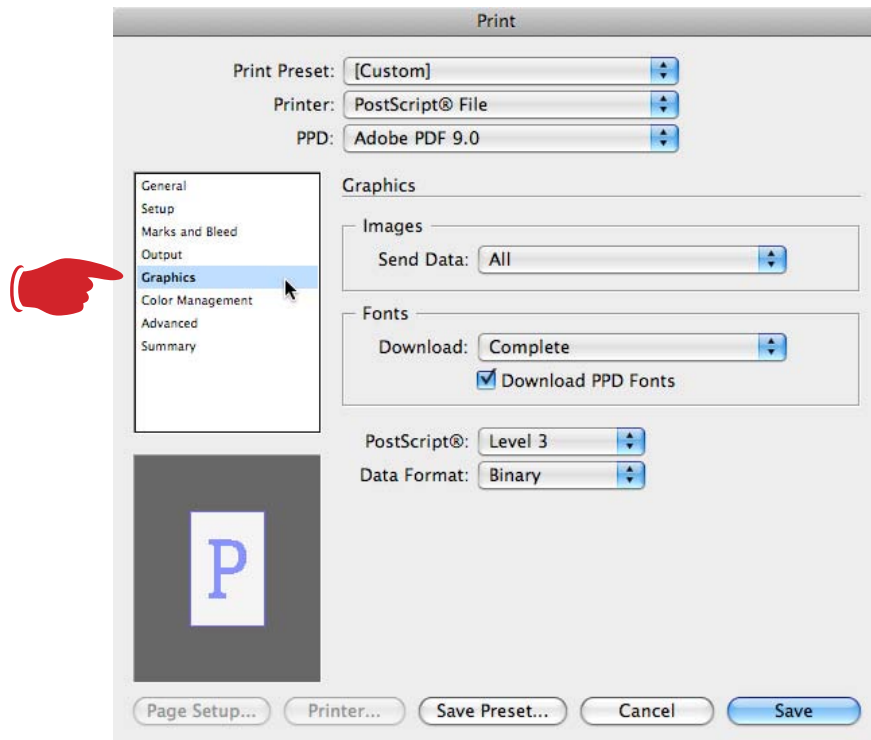 Print
Print Preset: [Custom]
Printer: PostScript® File
PPD: Adobe PDF 9.0
General
Setup
Marks and Bleed
Output
Graphics
Color Management
Advanced
Summary
Graphics
Images
Send Data: All
Fonts
Download: Complete
Download PPD Fonts
PostScript®: Level 3
Data Format: Binary
P
Page Setup... Printer... Save Preset... Cancel Save